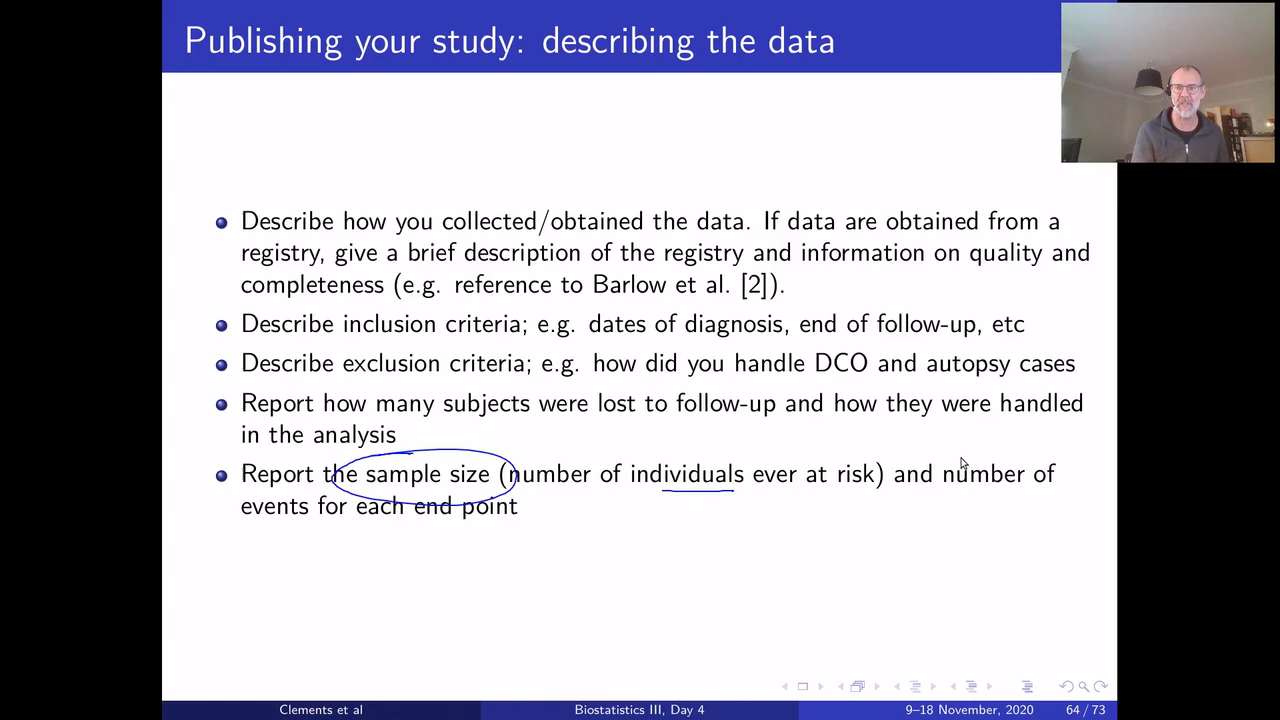 Publishing your study: describing the data
Describe how you collected/obtained the data. If data are obtained from a
registry, give a brief description of the registry and information on quality and
completeness (e.g. reference to Barlow et al. [2]).
Describe inclusion criteria; e.g. dates of diagnosis, end of follow-up, etc
Describe exclusion criteria; e.g. how did you handle DCO and autopsy cases
Report how many subjects were lost to follow-up and how they were handled
in the analysis
Report the sample size (number of individuals ever at risk) and number of
events for each end point
Clements et al
Biostatistics III, Day 4
9–18 November, 2020
64 / 73